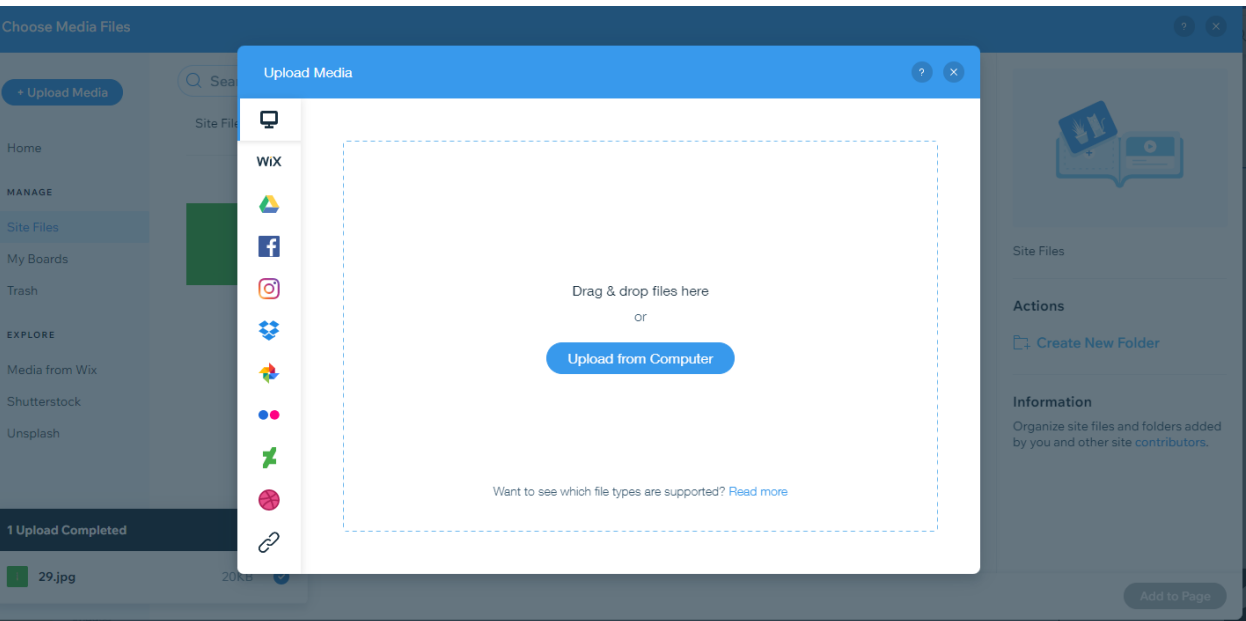 Choose Media Files
?
+ Upload Media
Home
MANAGE
Site Files
My Boards
Trash
EXPLORE
Media from Wix
Shutterstock
Unsplash
1 Upload Completed
29.jpg
20KB
Sea
Site File
Upload Media
?
WiX
f
Drag & drop files here
or
Upload from Computer
Want to see which file types are supported? Read more
Site Files
Actions
Create New Folder
Information
Organize site files and folders added
by you and other site contributors.
Add to Page